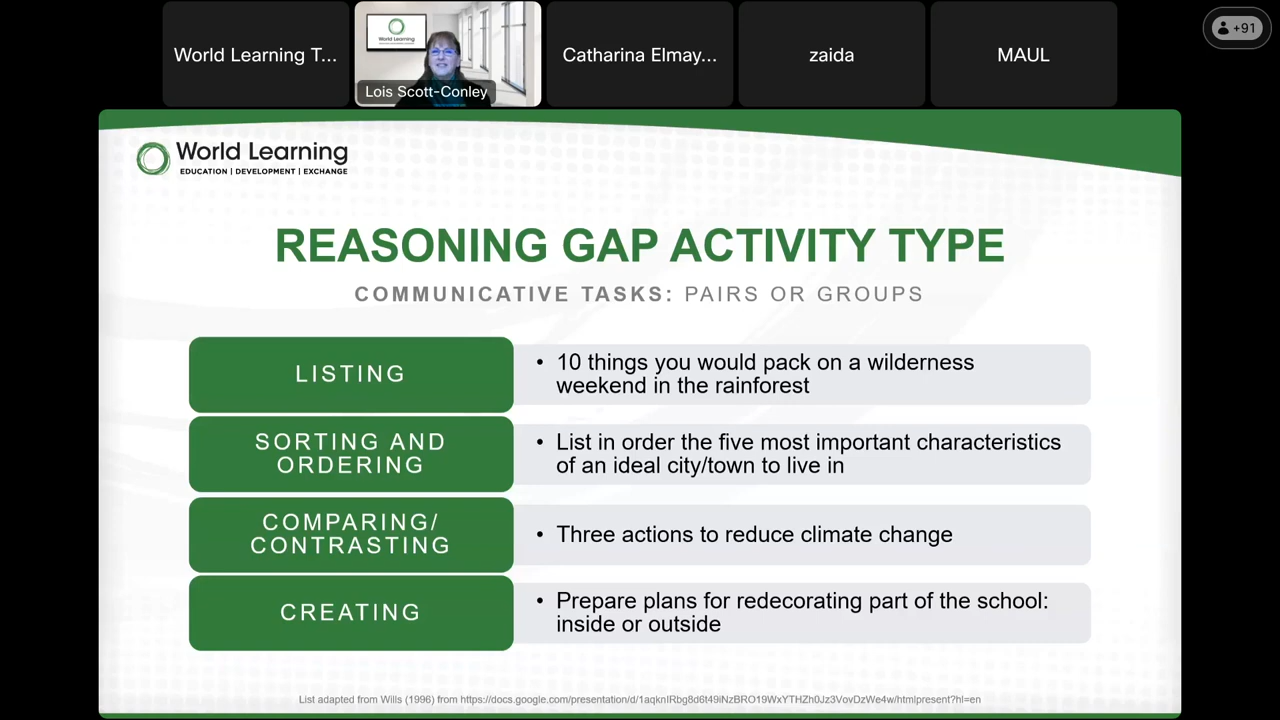 World Learning T...
World Learning
Lois Scott-Conley
Catharina Elmay...
zaida
MAUL
+91
World Learning
EDUCATION | DEVELOPMENT | EXCHANGE
REASONING GAP ACTIVITY TYPE
COMMUNICATIVE TASKS: PAIRS OR GROUPS
LISTING
• 10 things you would pack on a wilderness
weekend in the rainforest
SORTING AND
ORDERING
• List in order the five most important characteristics
of an ideal city/town to live in
COMPARING/
CONTRASTING
• Three actions to reduce climate change
CREATING
• Prepare plans for redecorating part of the school:
inside or outside
List adapted from Wills (1996) from